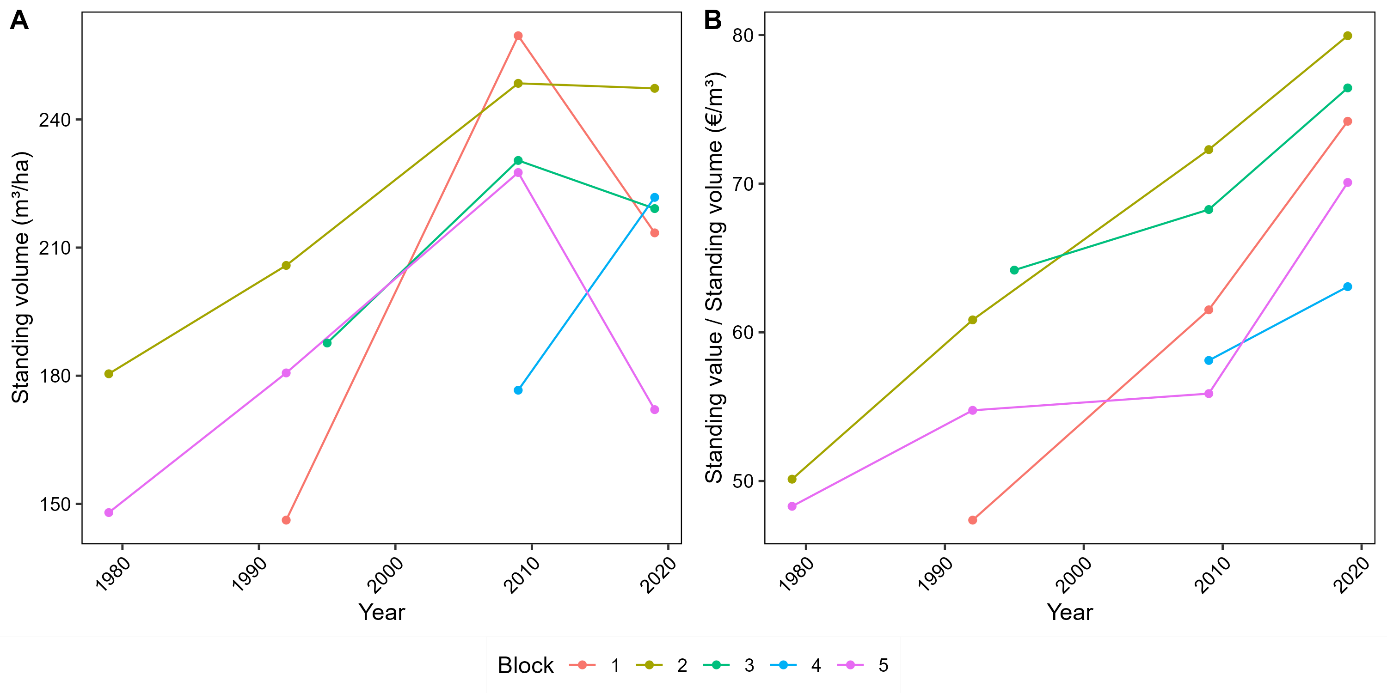 A
Standing volume (m³/ha)
240
210
180
150
1980 1990 2000 2010 2020
Year
B
Standing value / Standing volume (€/m³)
80
70
60
50
1980 1990 2000 2010 2020
Year
Block 1 2 3 4 5